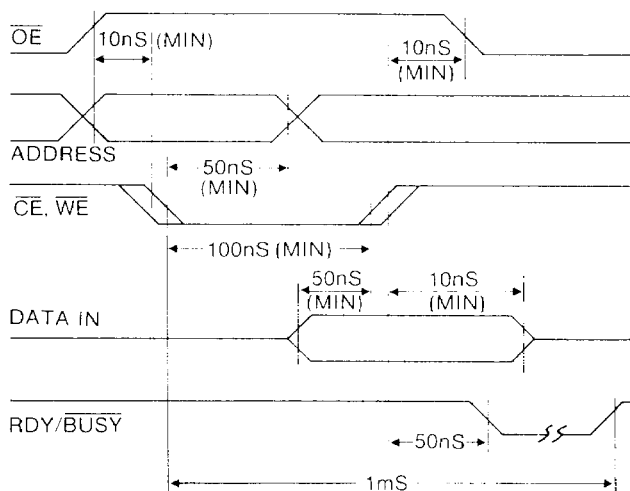 OE
10nS (MIN)
10nS
(MIN)
ADDRESS
50nS
(MIN)
CE, WE
100nS (MIN)
50nS
(MIN)
10nS
(MIN)
DATA IN
RDY/BUSY
50nS
1mS